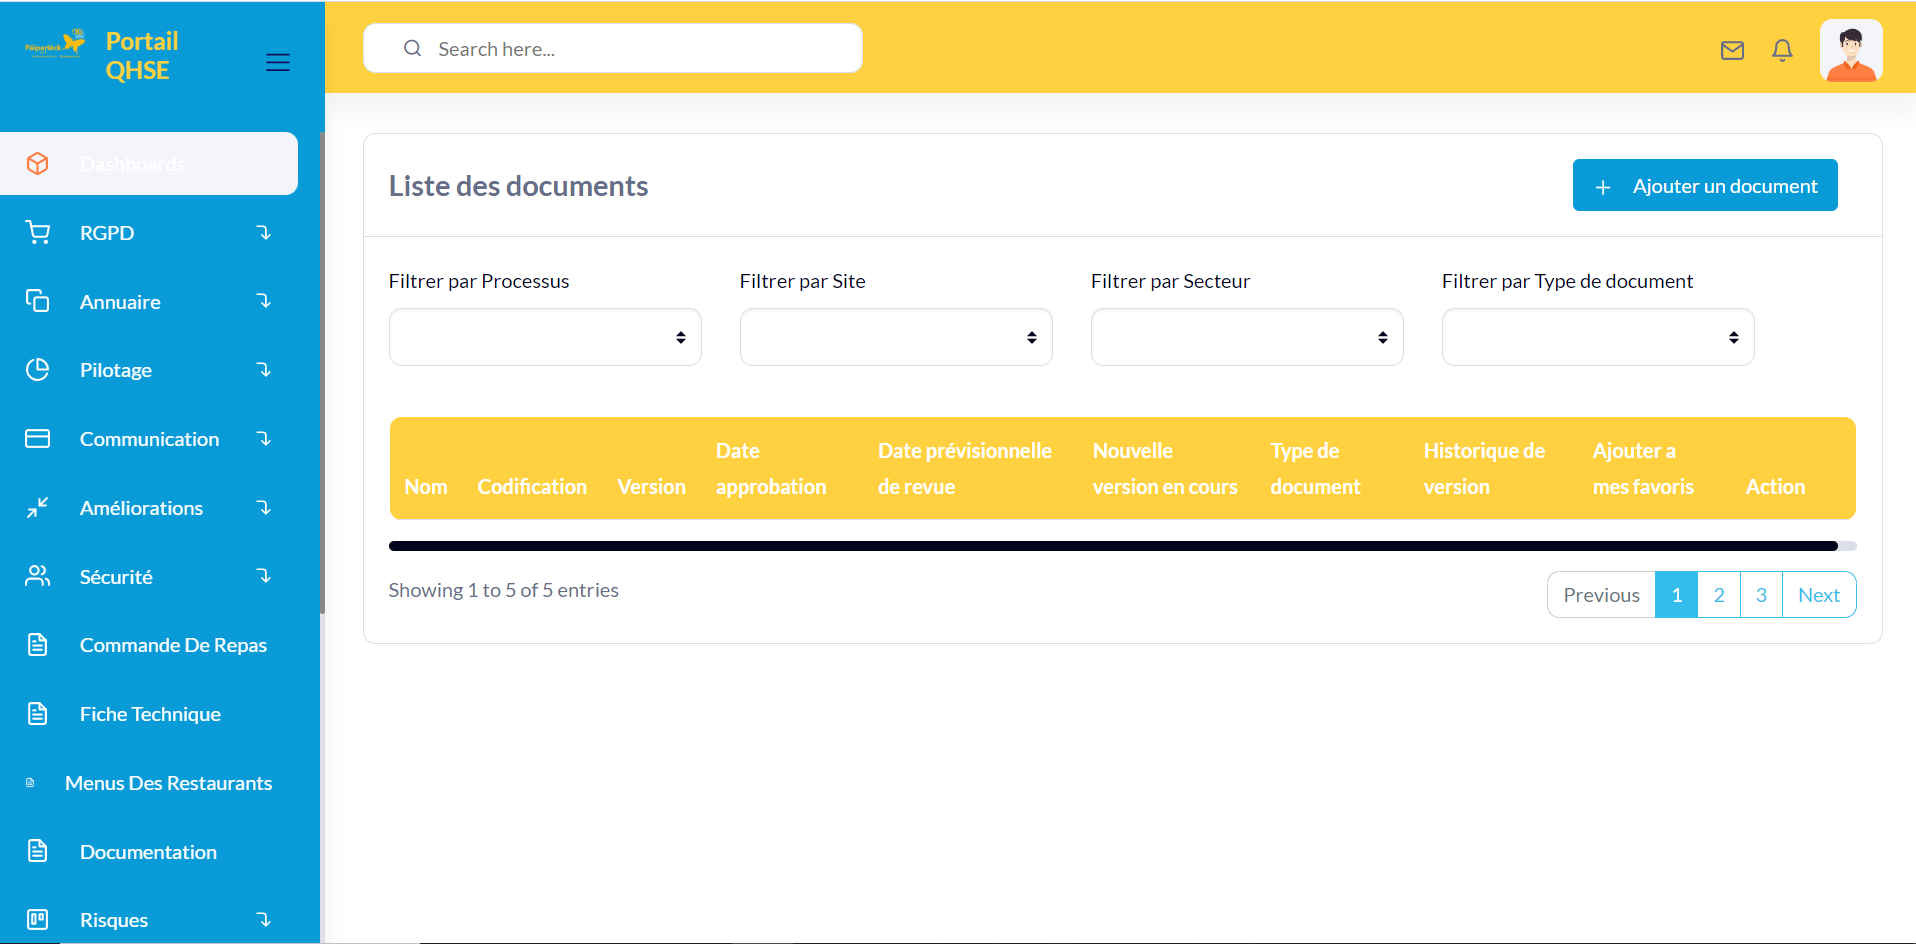 Päiperléck
Portail
QHSE
Search here...
Dashboards
RGPD
Annuaire
Pilotage
Communication
Améliorations
Sécurité
Commande De Repas
Fiche Technique
Menus Des Restaurants
Documentation
Risques
Liste des documents
Ajouter un document
Filtrer par Processus
Filtrer par Site
Filtrer par Secteur
Filtrer par Type de document
Nom
Codification
Version
Date
approbation
Date prévisionnelle
de revue
Nouvelle
version en cours
Type de
document
Historique de
version
Ajouter a
mes favoris
Action
Showing 1 to 5 of 5 entries
Previous 1 2 3 Next